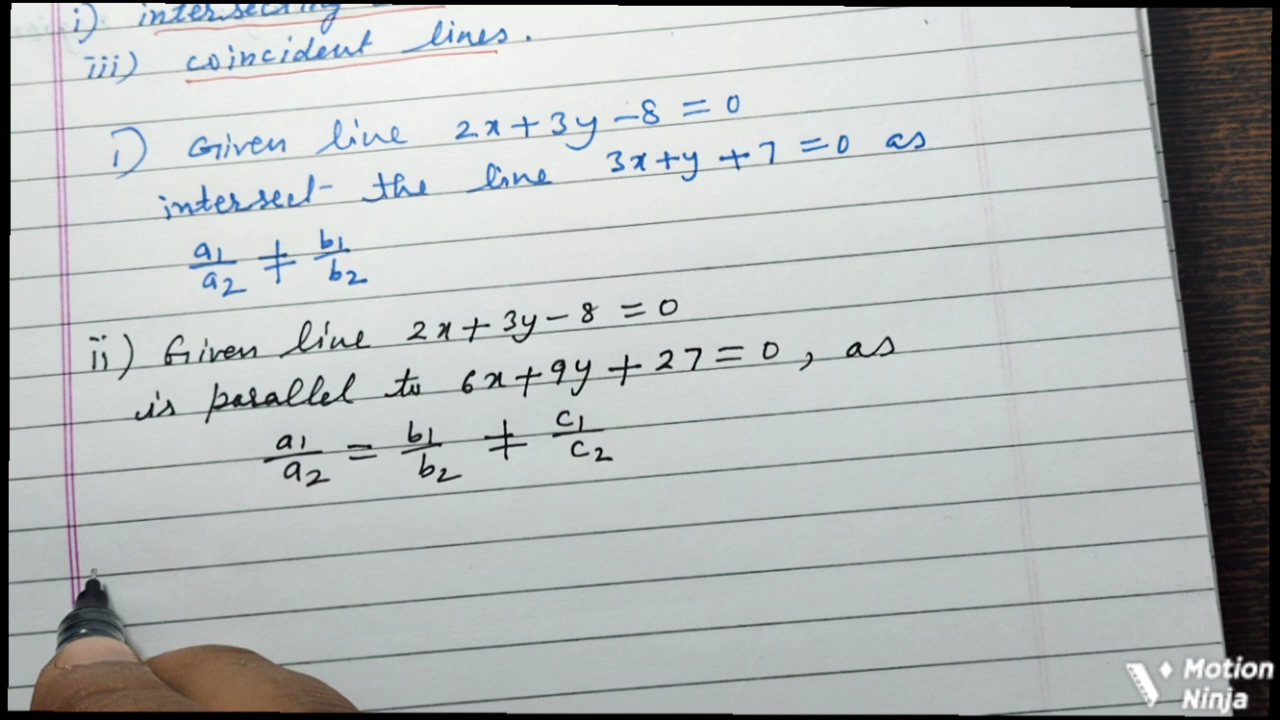 i) intersecting
iii) coincident lines.
i) Given line 2x+3y-8=0
intersect the line 3x+y+7=0 as
a1/a2 ≠ b1/b2
ii) Given line 2x+3y-8=0
is parallel to 6x+9y+27=0, as
a1/a2 = b1/b2 ≠ c1/c2
Motion
Ninja